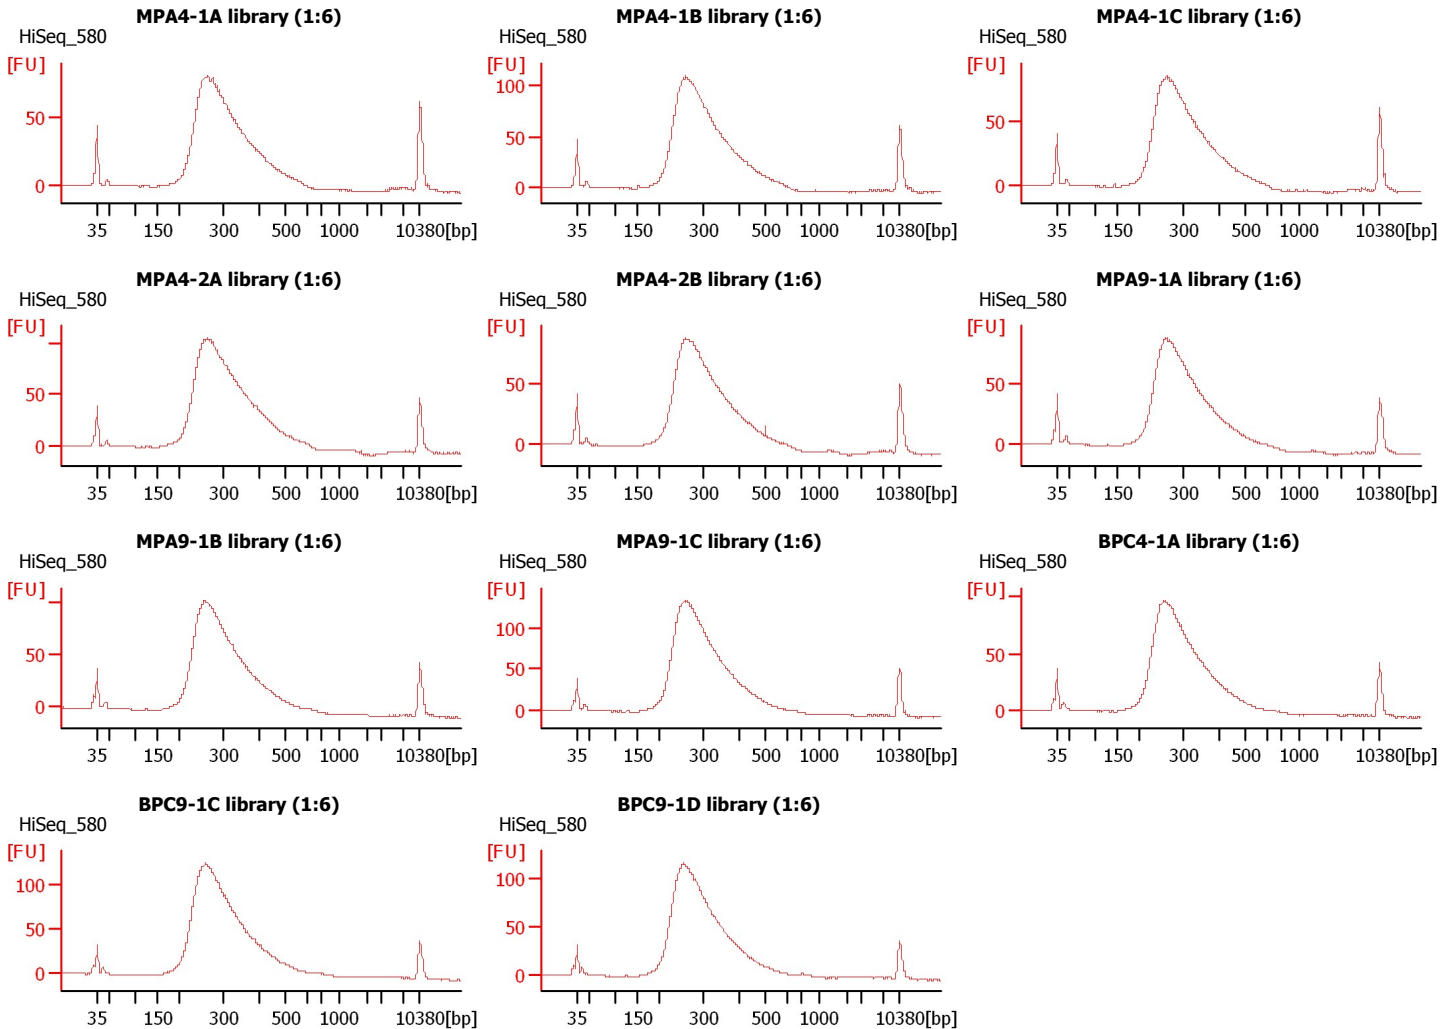 MPA4-1A library (1:6)
HiSeq_580
[FU]
50
0
35 150 300 500 1000 10380[bp]
MPA4-1B library (1:6)
HiSeq_580
[FU]
100
50
0
35 150 300 500 1000 10380[bp]
MPA4-1C library (1:6)
HiSeq_580
[FU]
50
0
35 150 300 500 1000 10380[bp]
MPA4-2A library (1:6)
HiSeq_580
[FU]
50
0
35 150 300 500 1000 10380[bp]
MPA4-2B library (1:6)
HiSeq_580
[FU]
50
0
35 150 300 500 1000 10380[bp]
MPA9-1A library (1:6)
HiSeq_580
[FU]
50
0
35 150 300 500 1000 10380[bp]
MPA9-1B library (1:6)
HiSeq_580
[FU]
50
0
35 150 300 500 1000 10380[bp]
MPA9-1C library (1:6)
HiSeq_580
[FU]
100
50
0
35 150 300 500 1000 10380[bp]
BPC4-1A library (1:6)
HiSeq_580
[FU]
50
0
35 150 300 500 1000 10380[bp]
BPC9-1C library (1:6)
HiSeq_580
[FU]
100
50
0
35 150 300 500 1000 10380[bp]
BPC9-1D library (1:6)
HiSeq_580
[FU]
100
50
0
35 150 300 500 1000 10380[bp]